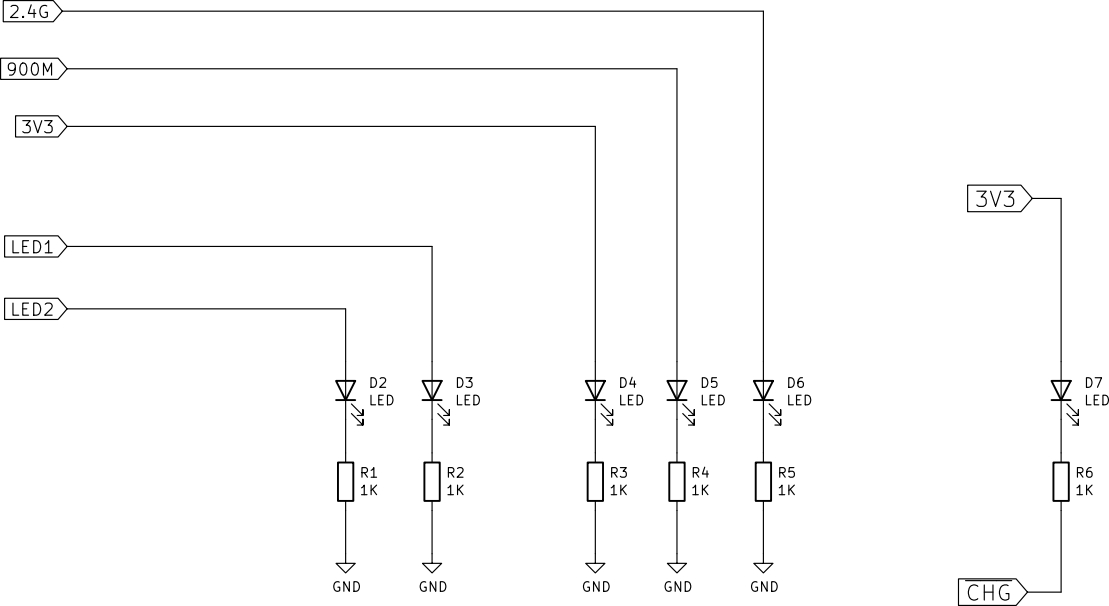 2.4G
900M
3V3
3V3
LED1
LED2
D2
LED
D3
LED
D4
LED
D5
LED
D6
LED
D7
LED
R1
1K
R2
1K
R3
1K
R4
1K
R5
1K
R6
1K
GND
GND
GND
GND
GND
C̅H̅G̅